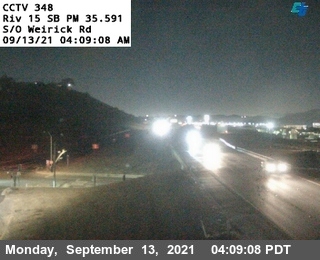 CCTV 348
Riv 15 SB PM 35.591
S/O Weirick Rd
09/13/21 04:09:08 AM
Monday, September 13, 2021 04:09:08 PDT